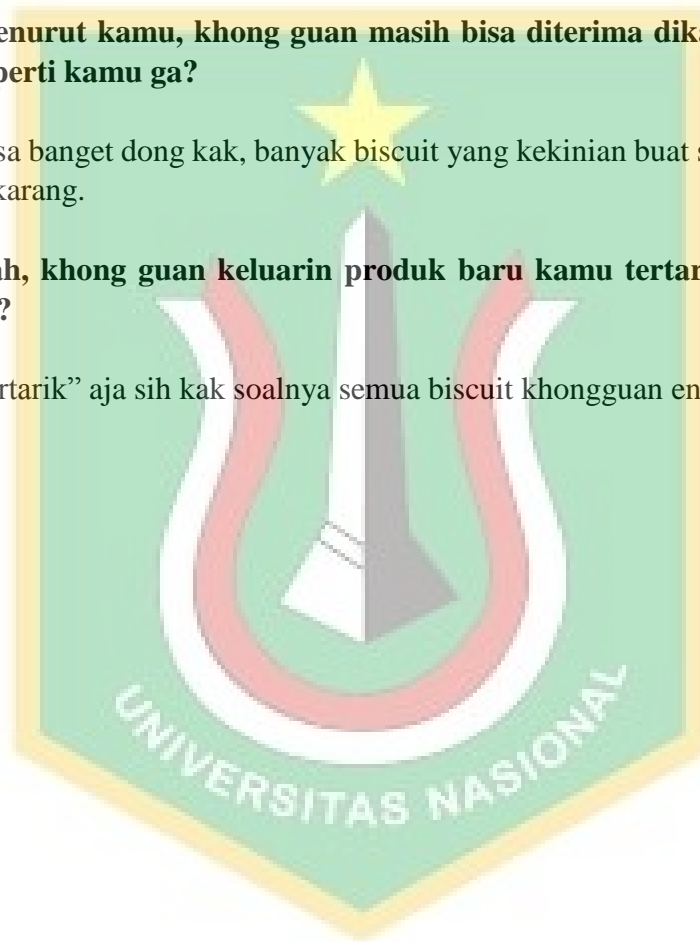 enurut kamu, khong guan masih bisa diterima dik
perti kamu ga?
sa banget dong kak, banyak biscuit yang kekinian buat s
karang.
ah, khong guan keluarin produk baru kamu tertar
?
rtarik” aja sih kak soalnya semua biscuit khongguan en
UNIVERSITAS NASIONAL